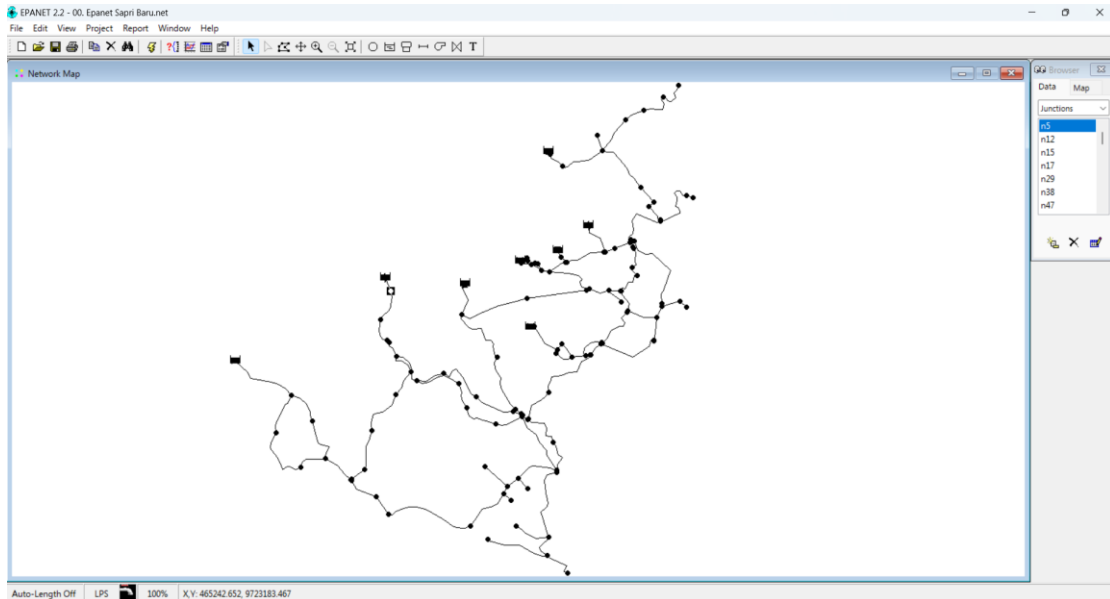 EPANET 2.2 - 00. Epanet Sapri Baru.net
File Edit View Project Report Window Help
T
Network Map
Browser
Data Map
Junctions
n5
n12
n15
n17
n29
n38
n47
Auto-Length Off LPS 100% X,Y: 465242.652, 9723183.467